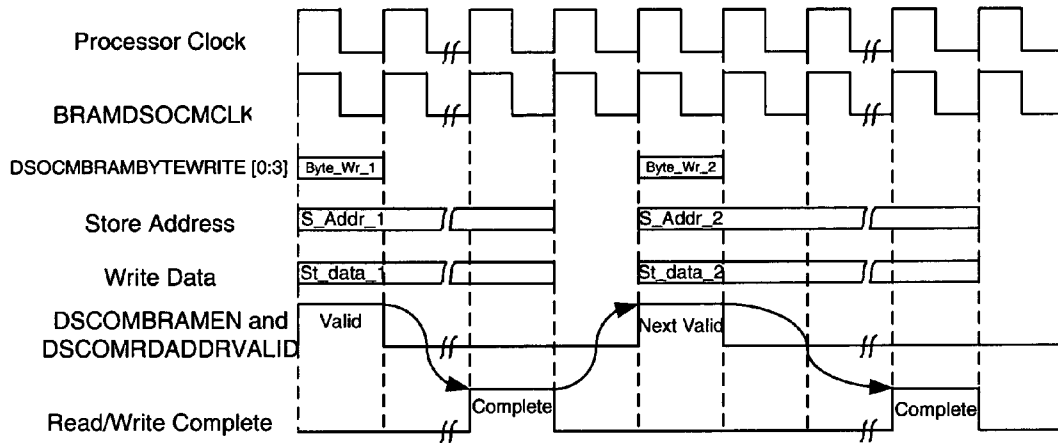 Processor Clock
BRAMDSOCMCLK
DSOCMBRAMBYTEWRITE [0:3]
Byte_Wr_1
Byte_Wr_2
Store Address
S_Addr_1
S_Addr_2
Write Data
St_data_1
St_data_2
DSCOMBRAMEN and
DSCOMRDADDRVALID
Valid
Next Valid
Read/Write Complete
Complete
Complete